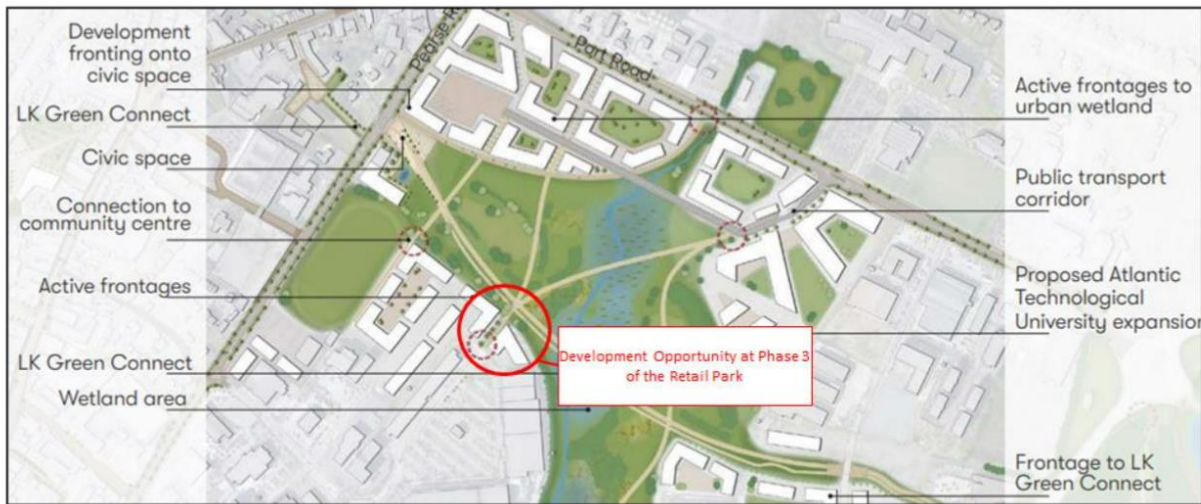 Development
fronting onto
civic space
LK Green Connect
Civic space
Connection to
community centre
Active frontages
LK Green Connect
Wetland area
Pearse R
Part Road
Development Opportunity at Phase 3
of the Retail Park
Active frontages to
urban wetland
Public transport
corridor
Proposed Atlantic
Technological
University expansion
Frontage to LK
Green Connect